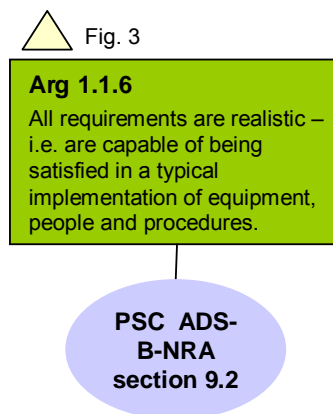 Fig. 3
Arg 1.1.6
All requirements are realistic –
i.e. are capable of being
satisfied in a typical
implementation of equipment,
people and procedures.
PSC ADS-
B-NRA
section 9.2